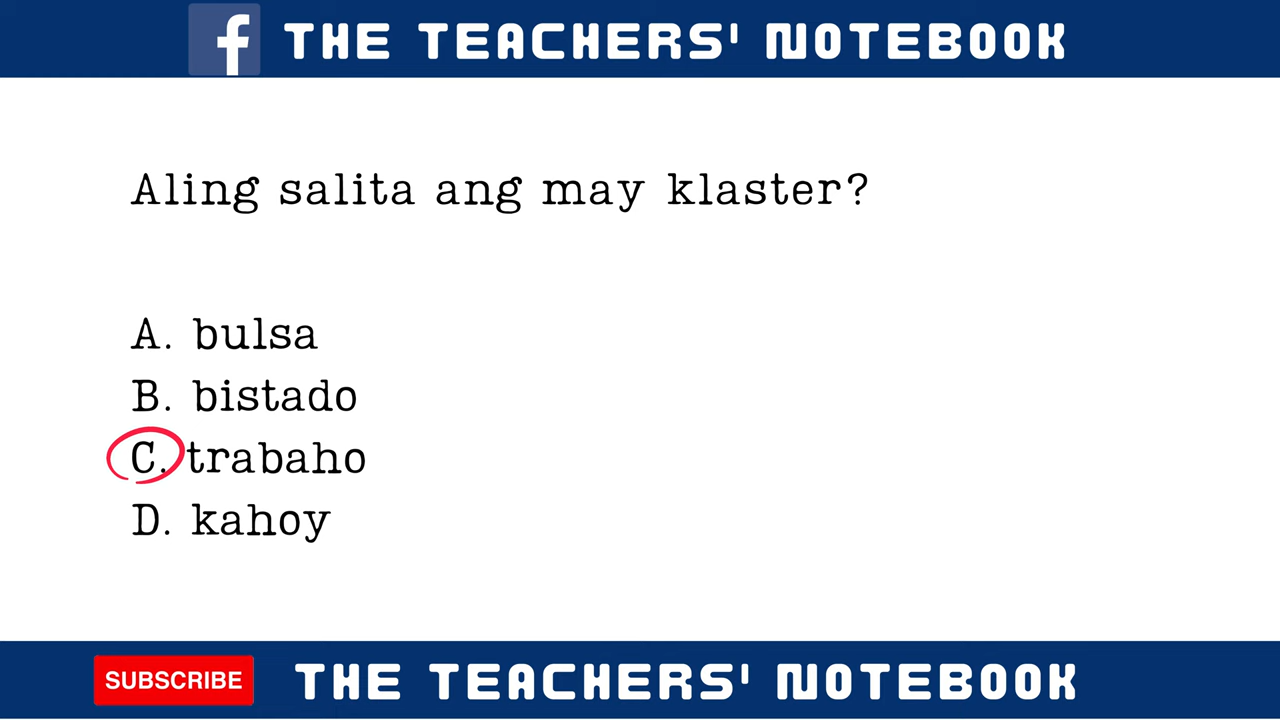 f THE TEACHERS' NOTEBOOK
Aling salita ang may klaster?
A. bulsa
B. bistado
C. trabaho
D. kahoy
SUBSCRIBE THE TEACHERS' NOTEBOOK